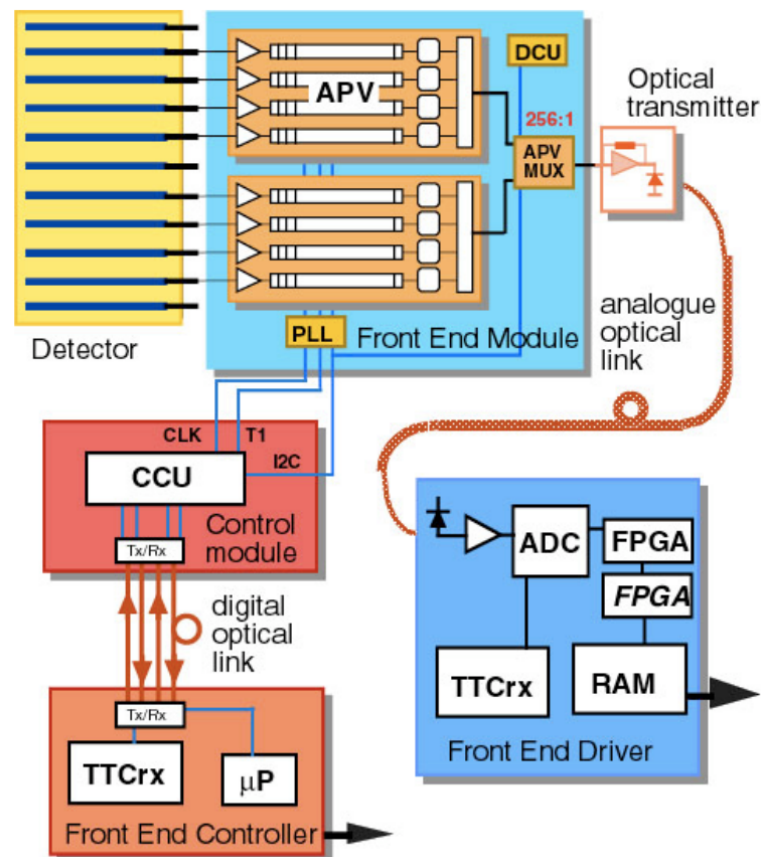 DCU
APV
Optical
transmitter
256:1
APV
MUX
analogue
optical
link
PLL
Front End Module
Detector
CLK
T1
I2C
CCU
Control
module
Tx/Rx
ADC
FPGA
FPGA
digital
optical
link
TTCrx
RAM
Front End Driver
Tx/Rx
TTCrx
μP
Front End Controller